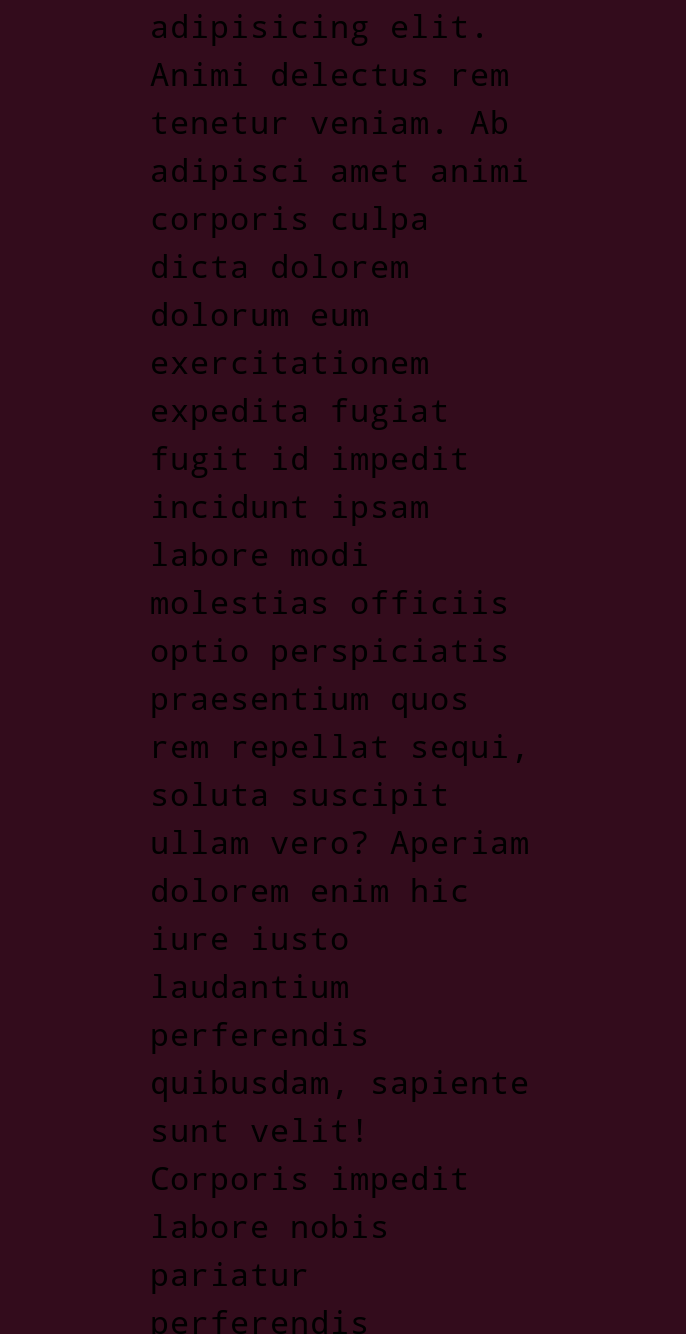 adipisicing elit.
Animi delectus rem
tenetur veniam. Ab
adipisci amet animi
corporis culpa
dicta dolorem
dolorum eum
exercitationem
expedita fugiat
fugit id impedit
incidunt ipsam
labore modi
molestias officiis
optio perspiciatis
praesentium quos
rem repellat sequi,
soluta suscipit
ullam vero? Aperiam
dolorem enim hic
iure iusto
laudantium
perferendis
quibusdam, sapiente
sunt velit!
Corporis impedit
labore nobis
pariatur
perferendis